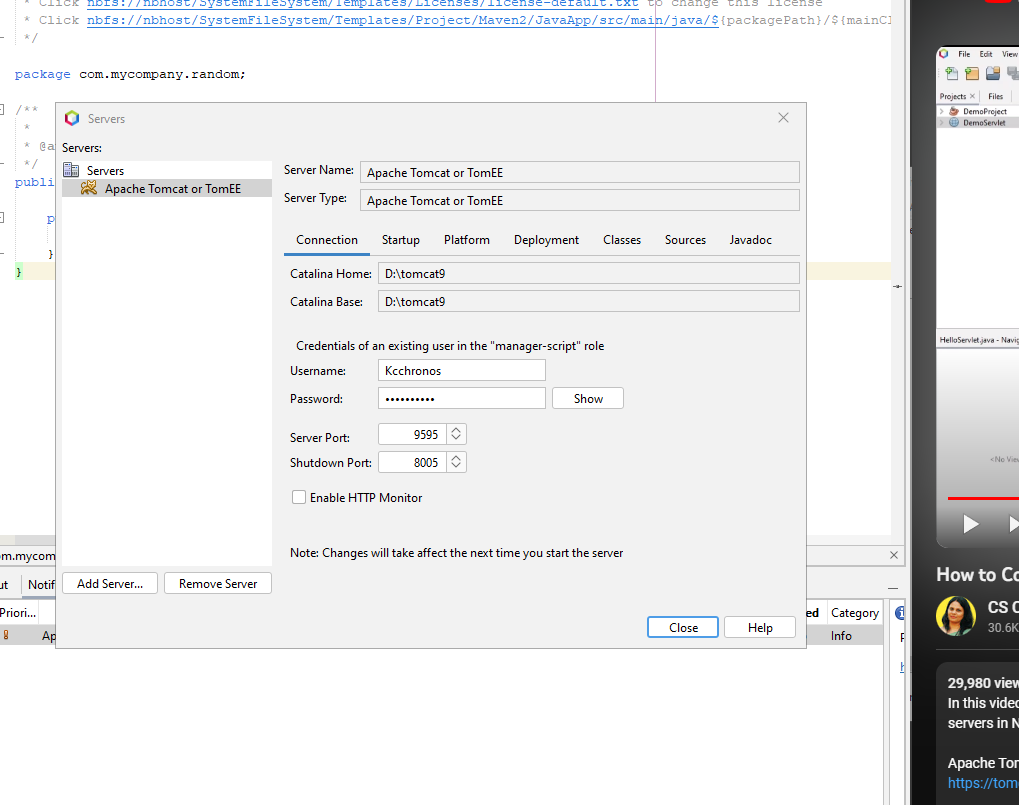 * Click nbfs://nbhost/SystemFileSystem/Templates/Licenses/license-default.txt to change this license
* Click nbfs://nbhost/SystemFileSystem/Templates/Project/Maven2/JavaApp/src/main/java/${packagePath}/${mainCl
*/
package com.mycompany.random;
/**
*
* @a
*/
publi
p
}
}
Servers
Servers:
Servers
Apache Tomcat or TomEE
Server Name: Apache Tomcat or TomEE
Server Type: Apache Tomcat or TomEE
Connection Startup Platform Deployment Classes Sources Javadoc
Catalina Home: D:\tomcat9
Catalina Base: D:\tomcat9
Credentials of an existing user in the "manager-script" role
Username: Kcchronos
Password: •••••••••• Show
Server Port: 9595
Shutdown Port: 8005
Enable HTTP Monitor
Note: Changes will take affect the next time you start the server
Add Server... Remove Server
Close Help
om.mycom
ut Notif
Priori... ed Category
Ap Info
File Edit View
Projects Files
DemoProject
DemoServlet
HelloServlet.java - Navig
<No View
How to Co
CS C
30.6K
29,980 view
In this video
servers in N
Apache Tom
https://tom